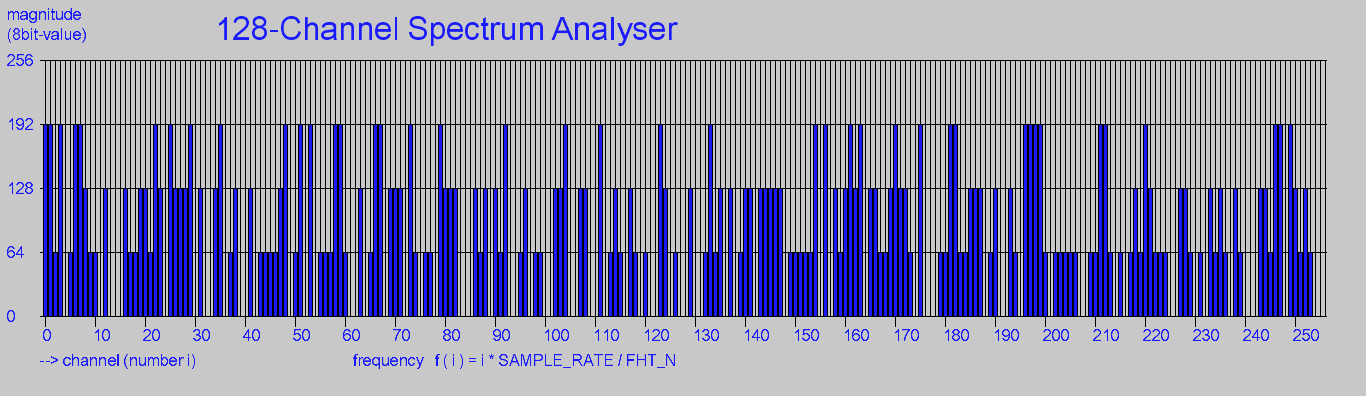 magnitude
(8bit-value)
128-Channel Spectrum Analyser
256
192
128
64
0
0 10 20 30 40 50 60 70 80 90 100 110 120 130 140 150 160 170 180 190 200 210 220 230 240 250
--> channel (number i)
frequency f ( i ) = i * SAMPLE_RATE / FHT_N